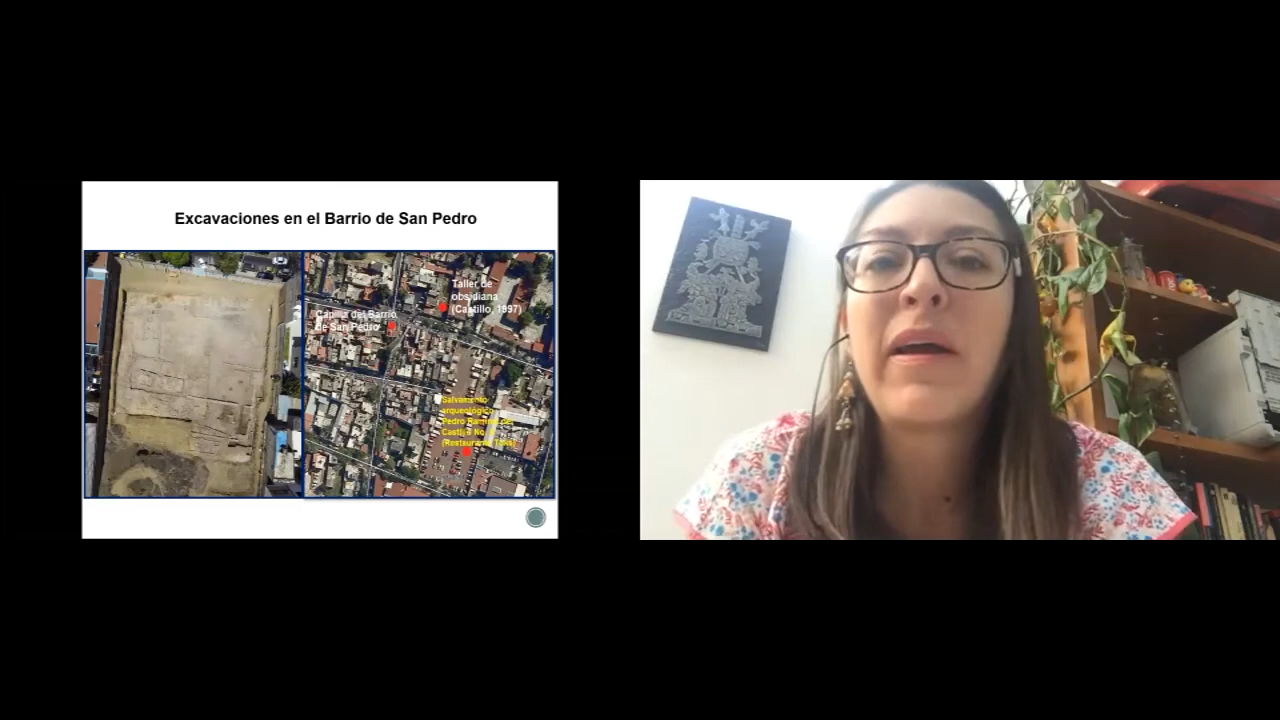 Excavaciones en el Barrio de San Pedro
Taller de
obsidiana
(Castillo, 1997)
Capilla del Barrio
de San Pedro
Salvamento
arqueológico
Pedro Ramírez del
Castillo No.
(Restaurante Toks)